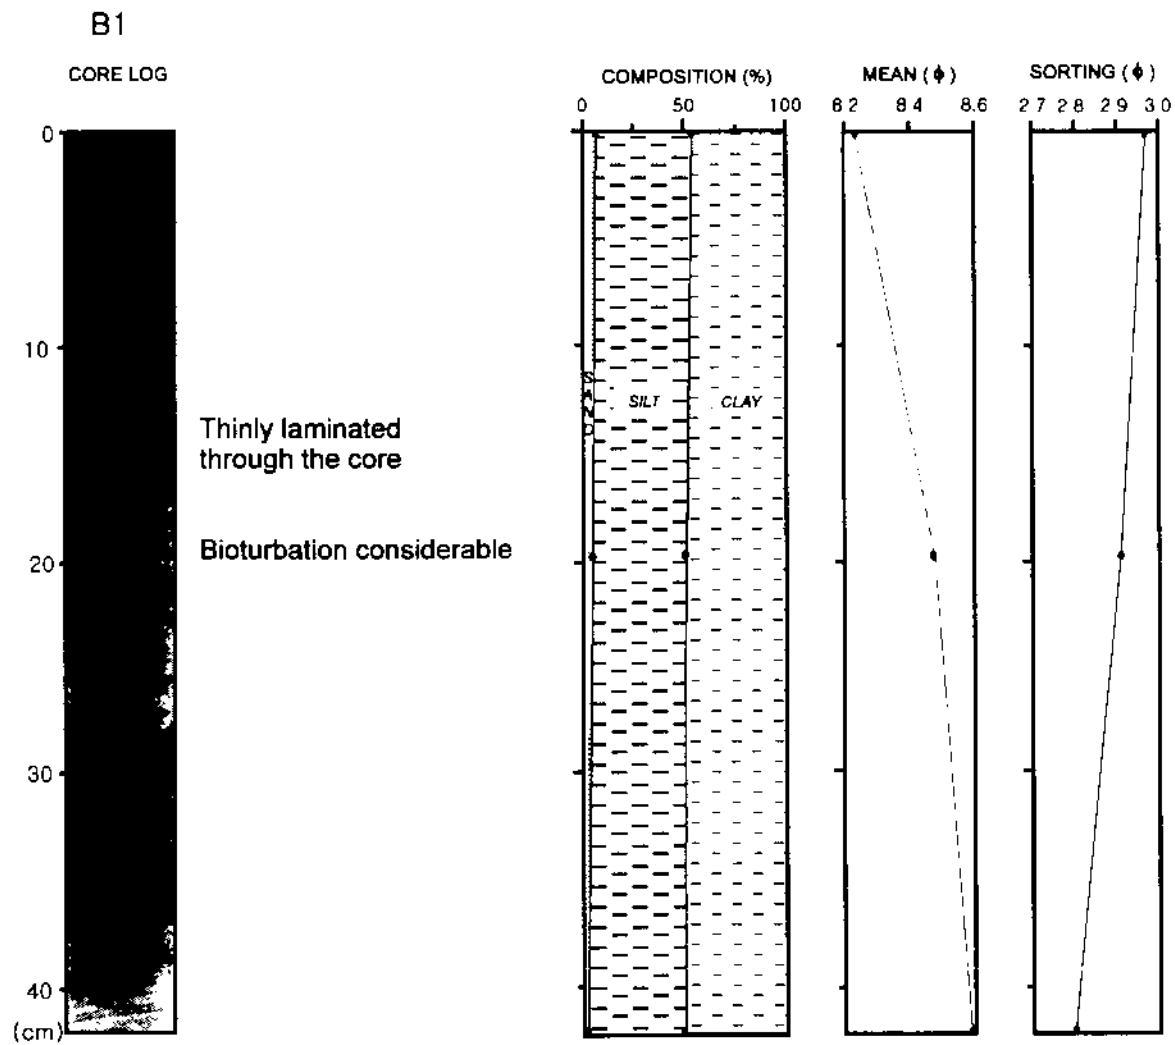 B1
CORE LOG
COMPOSITION (%)
MEAN (ϕ)
SORTING (ϕ)
0 50 100
8 2 8 4 8.6
2 7 2 8 2 9 3 0
0
10
20
30
40
(cm)
Thinly laminated
through the core
Bioturbation considerable
SAND
SILT
CLAY